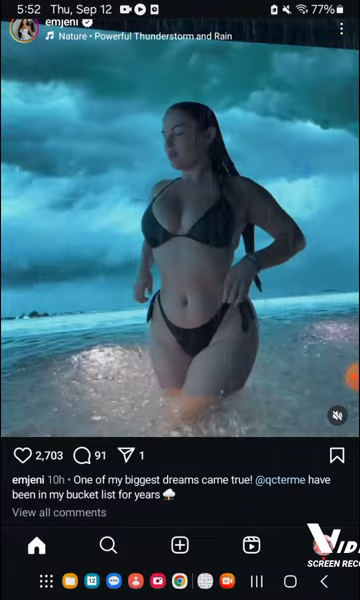 5:52 Thu, Sep 12 77%
emjeni
Nature • Powerful Thunderstorm and Rain
2,703 91 1
emjeni 10h • One of my biggest dreams came true! @qcterme have
been in my bucket list for years
View all comments
SCREEN REC
12